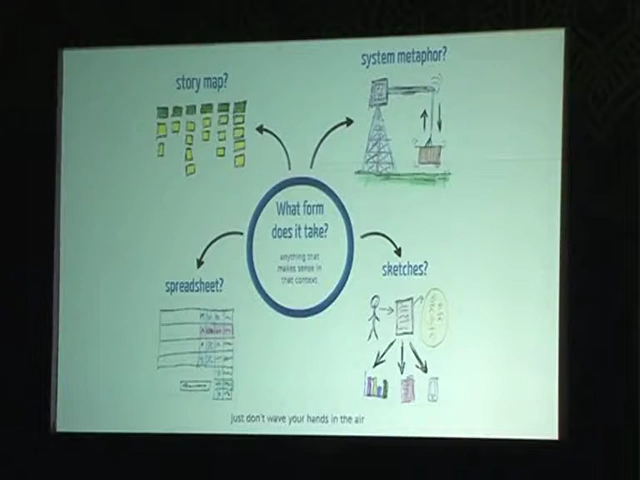 system metaphor?
story map?
What form
does it take?
anything that
makes sense in
that context
sketches?
spreadsheet?
Just don't wave your hands in the air